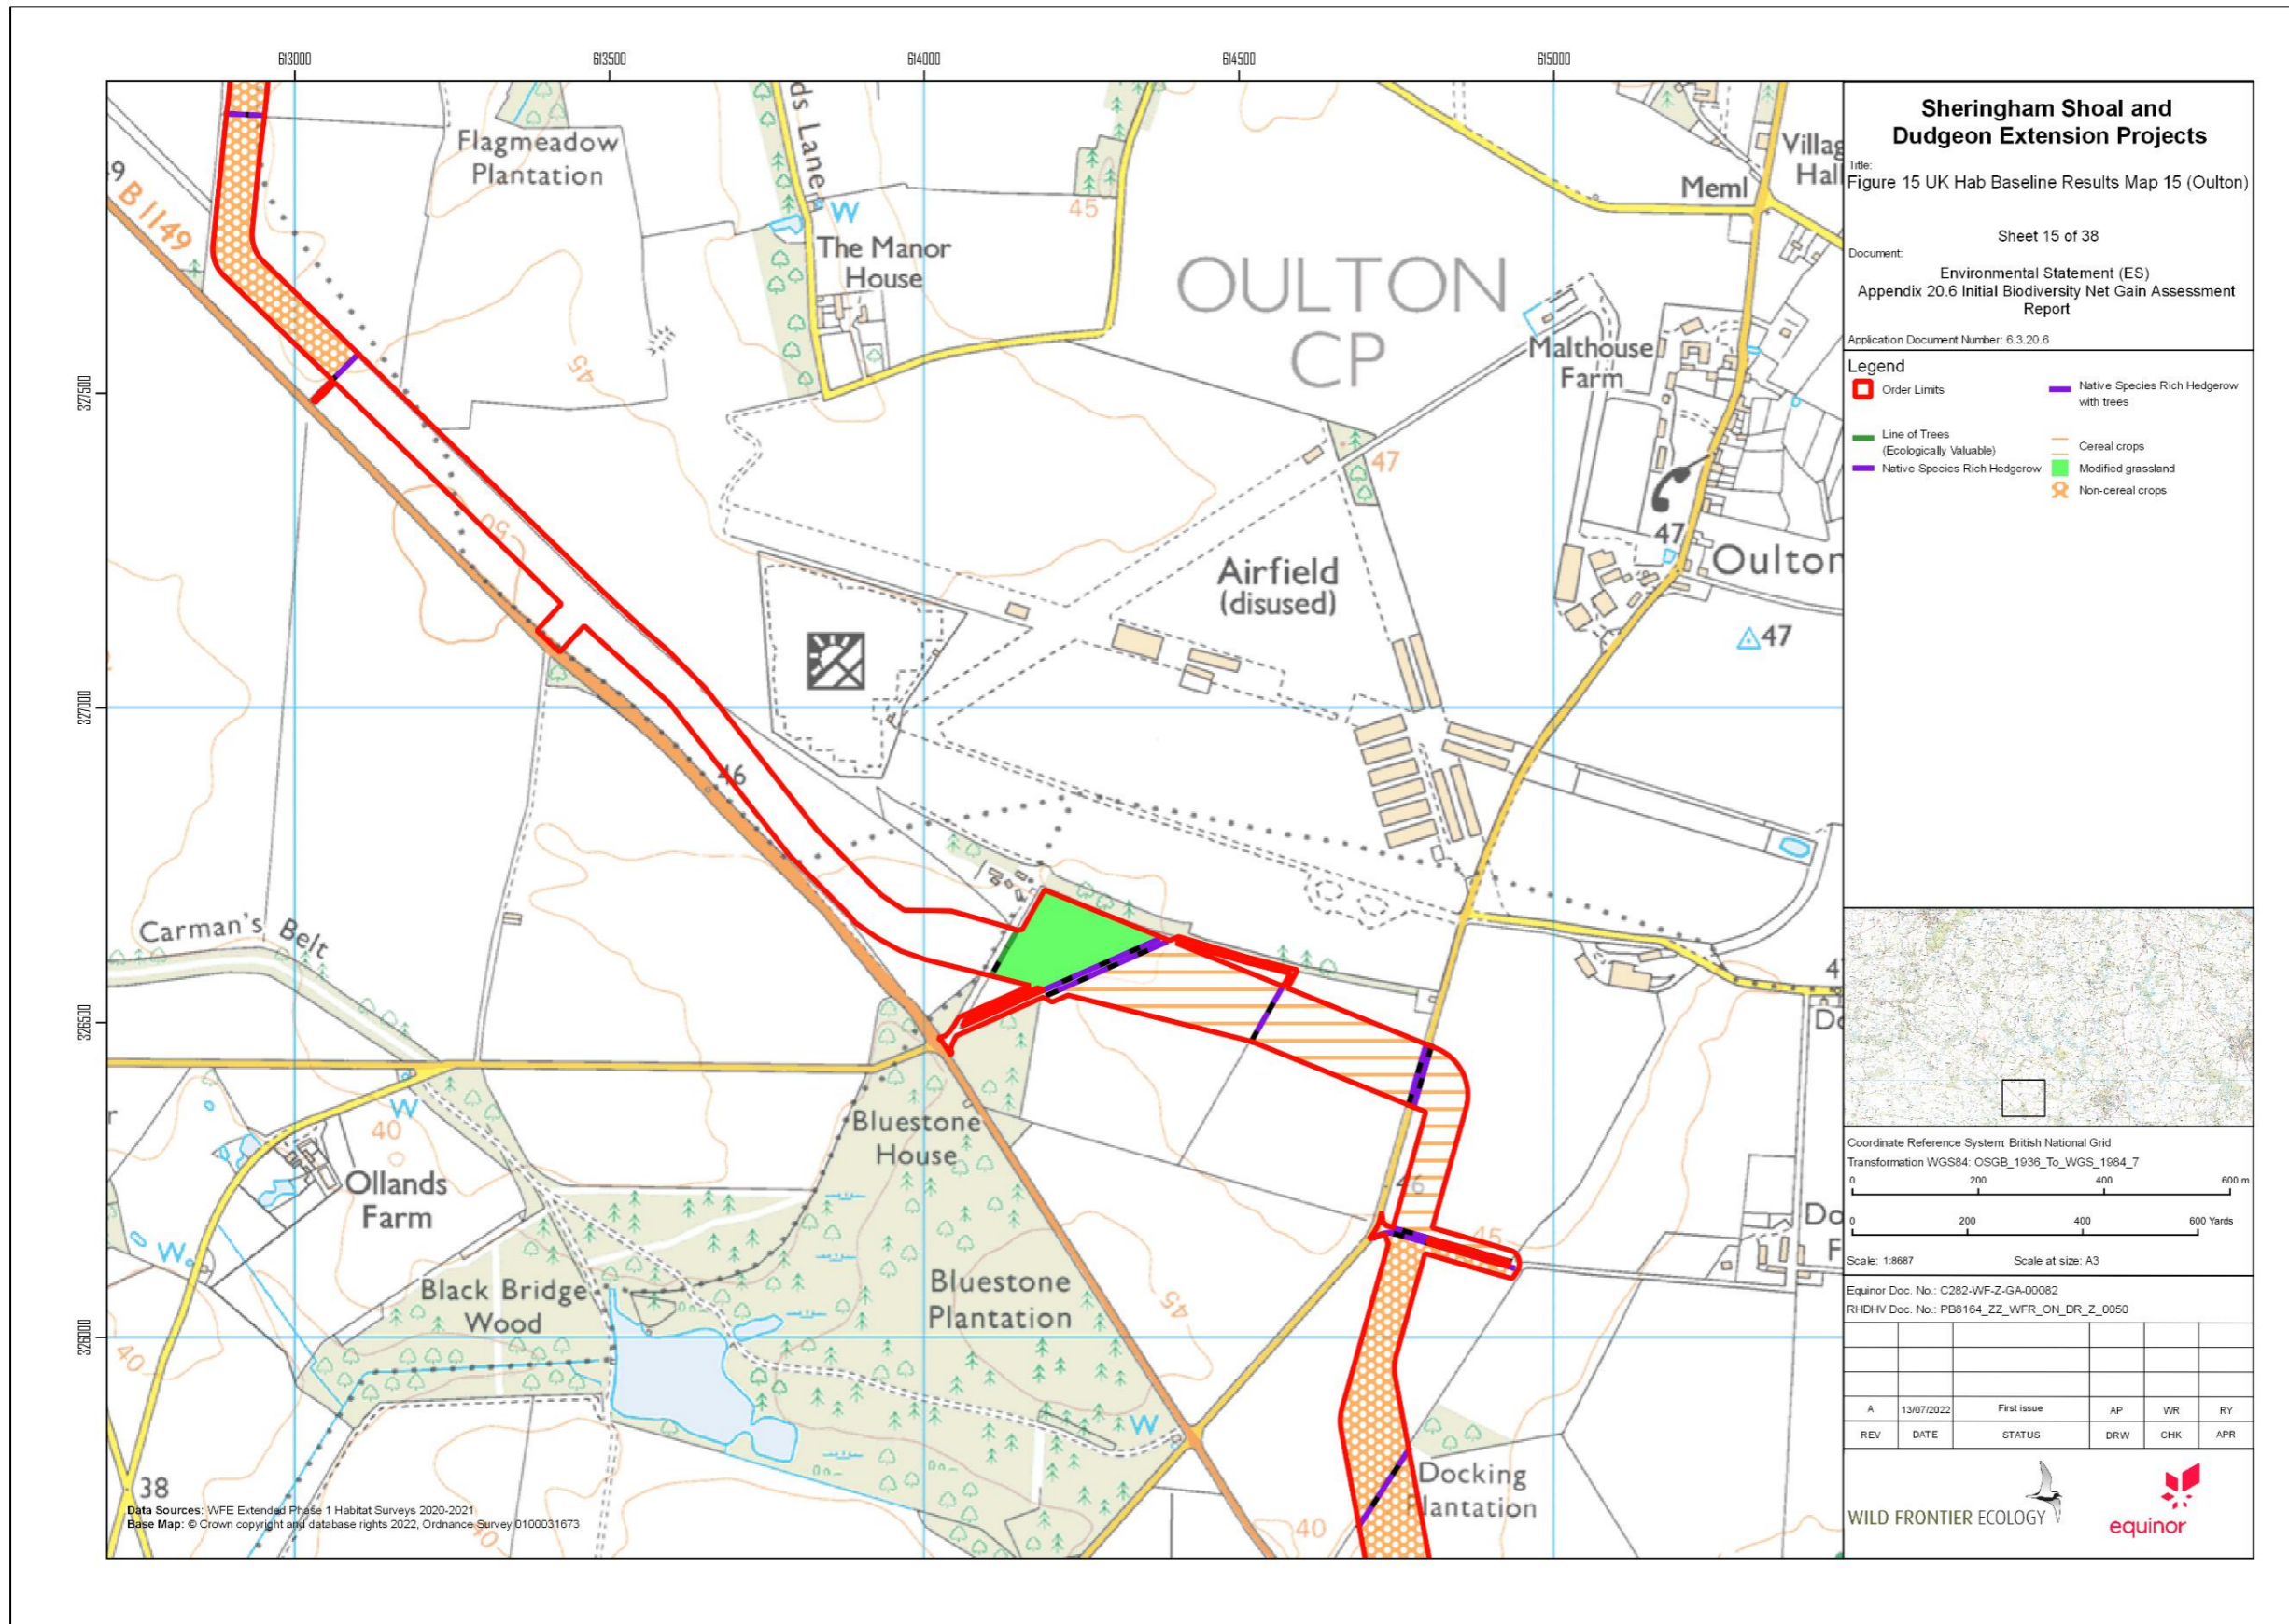 613000
613500
614000
614500
615000
327500
327000
326500
326000
Flagmeadow
Plantation
ds Lane
W
The Manor
House
45
OULTON
CP
Meml
Villag
Hall
B 1149
45
50
Malthouse
Farm
47
47
Oulton
47
Airfield
(disused)
46
Carman's Belt
Bluestone
House
W
40
Ollands
Farm
W
Black Bridge
Wood
Bluestone
Plantation
45
46
45
Do
Do
F
W
40
38
40
40
Docking
Plantation
Data Sources: WFE Extended Phase 1 Habitat Surveys 2020-2021
Base Map: © Crown copyright and database rights 2022, Ordnance Survey 0100031673
Sheringham Shoal and
Dudgeon Extension Projects
Title:
Figure 15 UK Hab Baseline Results Map 15 (Oulton)
Sheet 15 of 38
Document:
Environmental Statement (ES)
Appendix 20.6 Initial Biodiversity Net Gain Assessment
Report
Application Document Number: 6.3.20.6
Legend
Order Limits
Line of Trees
(Ecologically Valuable)
Native Species Rich Hedgerow
Native Species Rich Hedgerow
with trees
Cereal crops
Modified grassland
Non-cereal crops
Coordinate Reference System: British National Grid
Transformation WGS84: OSGB_1936_To_WGS_1984_7
0 200 400 600 m
0 200 400 600 Yards
Scale: 1:8687 Scale at size: A3
Equinor Doc. No.: C282-WF-Z-GA-00082
RHDHV Doc. No.: PB8164_ZZ_WFR_ON_DR_Z_0050
A 13/07/2022 First issue AP WR RY
REV DATE STATUS DRW CHK APR
WILD FRONTIER ECOLOGY
equinor